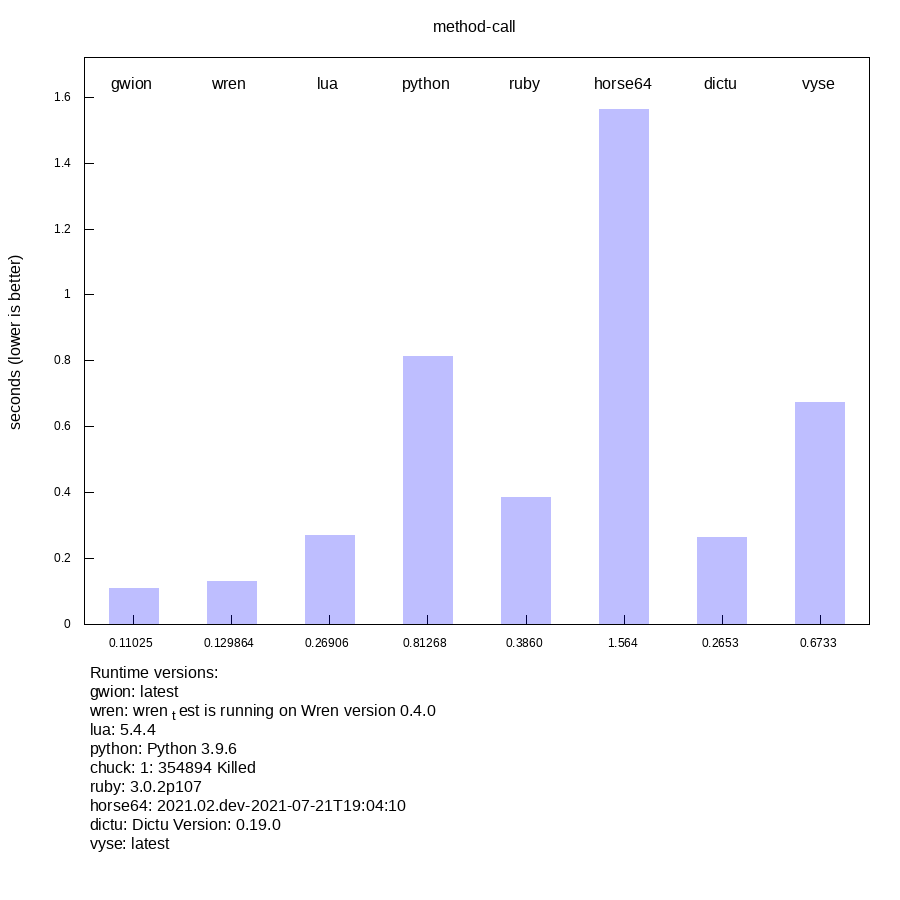 method-call
gwion wren lua python ruby horse64 dictu vyse
seconds (lower is better)
1.6
1.4
1.2
1
0.8
0.6
0.4
0.2
0
0.11025 0.129864 0.26906 0.81268 0.3860 1.564 0.2653 0.6733
Runtime versions:
gwion: latest
wren: wren t est is running on Wren version 0.4.0
lua: 5.4.4
python: Python 3.9.6
chuck: 1: 354894 Killed
ruby: 3.0.2p107
horse64: 2021.02.dev-2021-07-21T19:04:10
dictu: Dictu Version: 0.19.0
vyse: latest